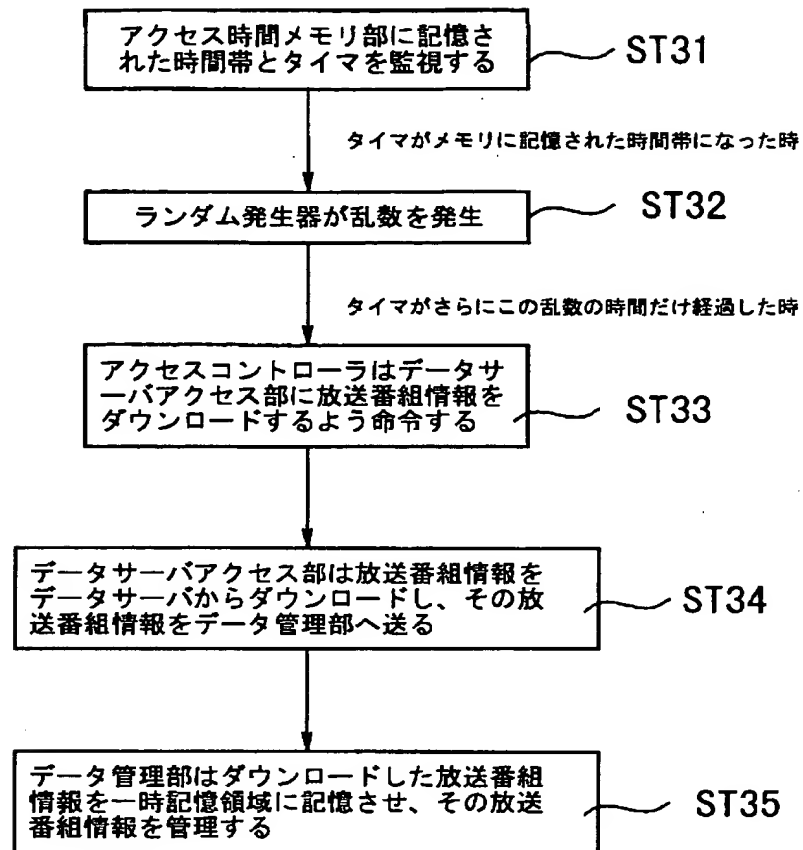 アクセス時間メモリ部に記憶さ
れた時間帯とタイマを監視する
ST31
タイマがメモリに記憶された時間帯になった時
ランダム発生器が乱数を発生
ST32
タイマがさらにこの乱数の時間だけ経過した時
アクセスコントローラはデータサ
ーバアクセス部に放送番組情報を
ダウンロードするよう命令する
ST33
データサーバアクセス部は放送番組情報を
データサーバからダウンロードし、その放
送番組情報をデータ管理部へ送る
ST34
データ管理部はダウンロードした放送番組
情報を一時記憶領域に記憶させ、その放送
番組情報を管理する
ST35